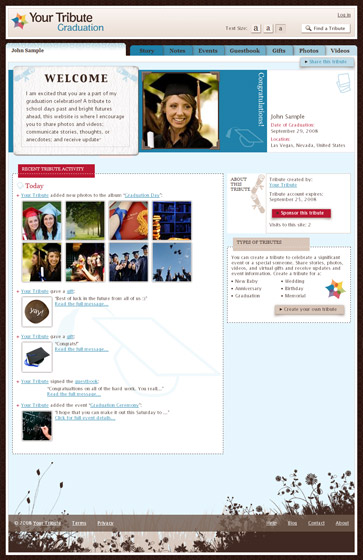 Your Tribute
Graduation
Log in
Text Size: a a a
Find a Tribute
John Sample
Story Notes Events Guestbook Gifts Photos Videos
Share this tribute
WELCOME
I am excited that you are a part of my
graduation celebration! A tribute to
school days past and bright futures
ahead, this website is where I encourage
you to share photos and videos;
communicate stories, thoughts, or
anecdotes; and receive updates!
Congratulations!
John Sample
Date of Graduation:
September 25, 2008
Location:
Las Vegas, Nevada, United States
RECENT TRIBUTE ACTIVITY
Today
Your Tribute added new photos to the album "Graduation Day":
Your Tribute gave a gift:
yay!
"Best of luck in the future from all of us :)"
Read the full message...
Your Tribute gave a gift:
"Congrats!"
Read the full message...
Your Tribute signed the guestbook:
"Congratulations on all of the hard work. You reall..."
Read the full message...
Your Tribute added the event "Graduation Ceremony":
"I hope that you can make it out this Saturday to ..."
Click for full event details...
ABOUT
THIS
TRIBUTE
Tribute created by:
Your Tribute
Tribute account expires:
September 25, 2008
Sponsor this tribute
Visits to this site: 2
TYPES OF TRIBUTES
You can create a tribute to celebrate a significant
event or a special someone. Share stories, photos,
videos, and virtual gifts and receive updates and
event information. Create a tribute for a:
New Baby Wedding
Anniversary Birthday
Graduation Memorial
Create your own tribute
© 2008 Your Tribute Terms Privacy
Help Blog Contact About